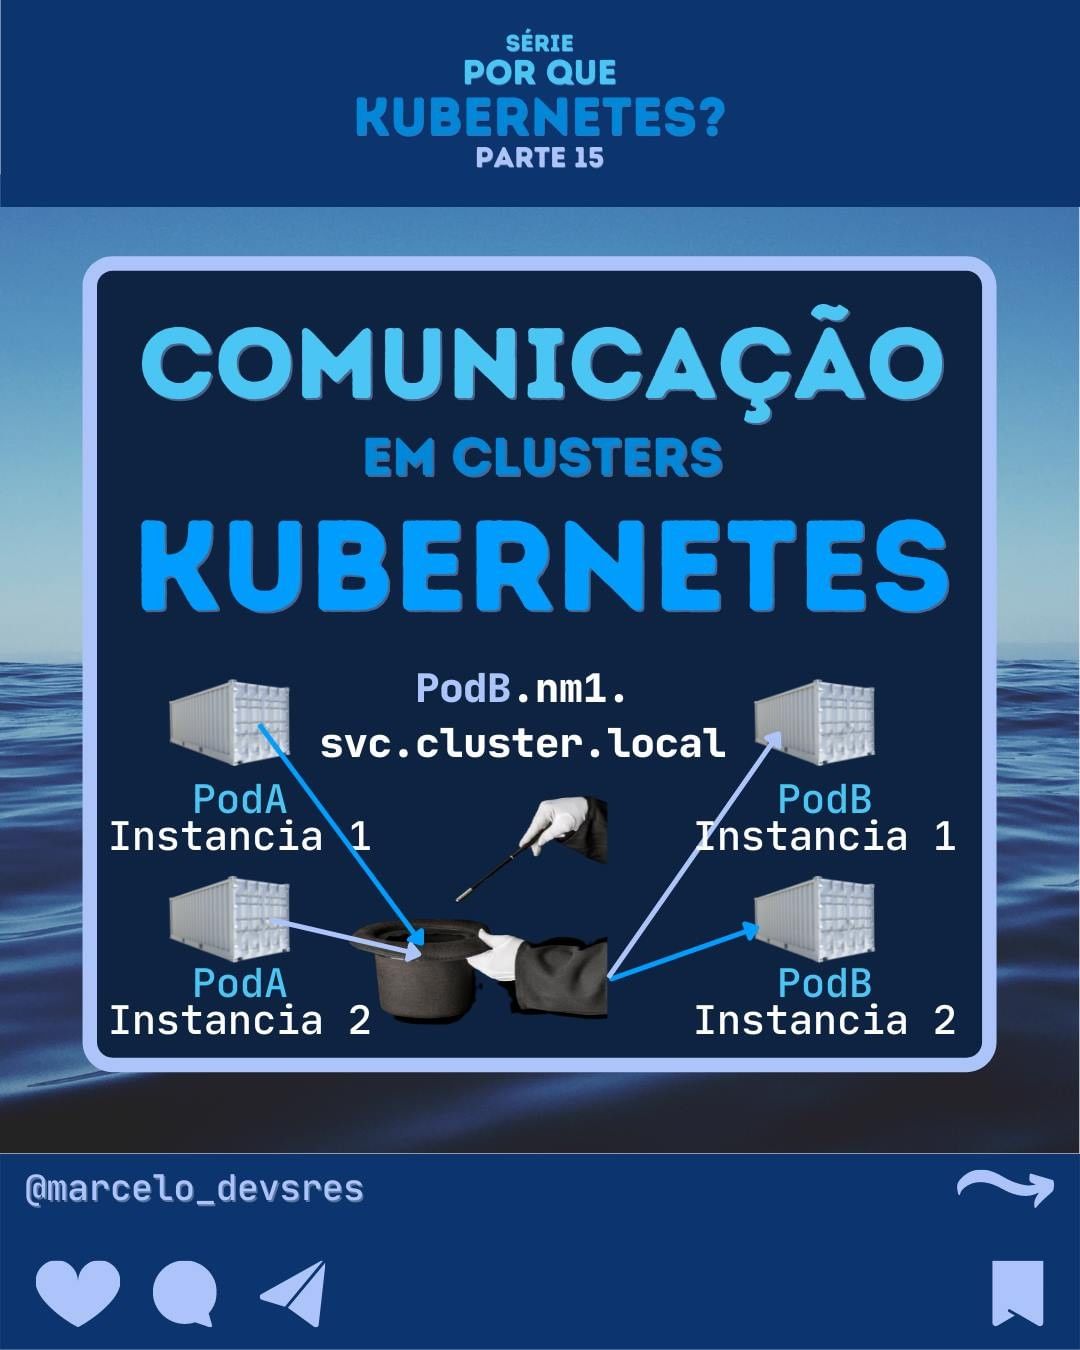 SÉRIE
POR QUE
KUBERNETES?
PARTE 15
COMUNICAÇÃO
EM CLUSTERS
KUBERNETES
PodB.nm1.
svc.cluster.local
PodA
Instancia 1
PodB
Instancia 1
PodA
Instancia 2
PodB
Instancia 2
@marcelo_devsres